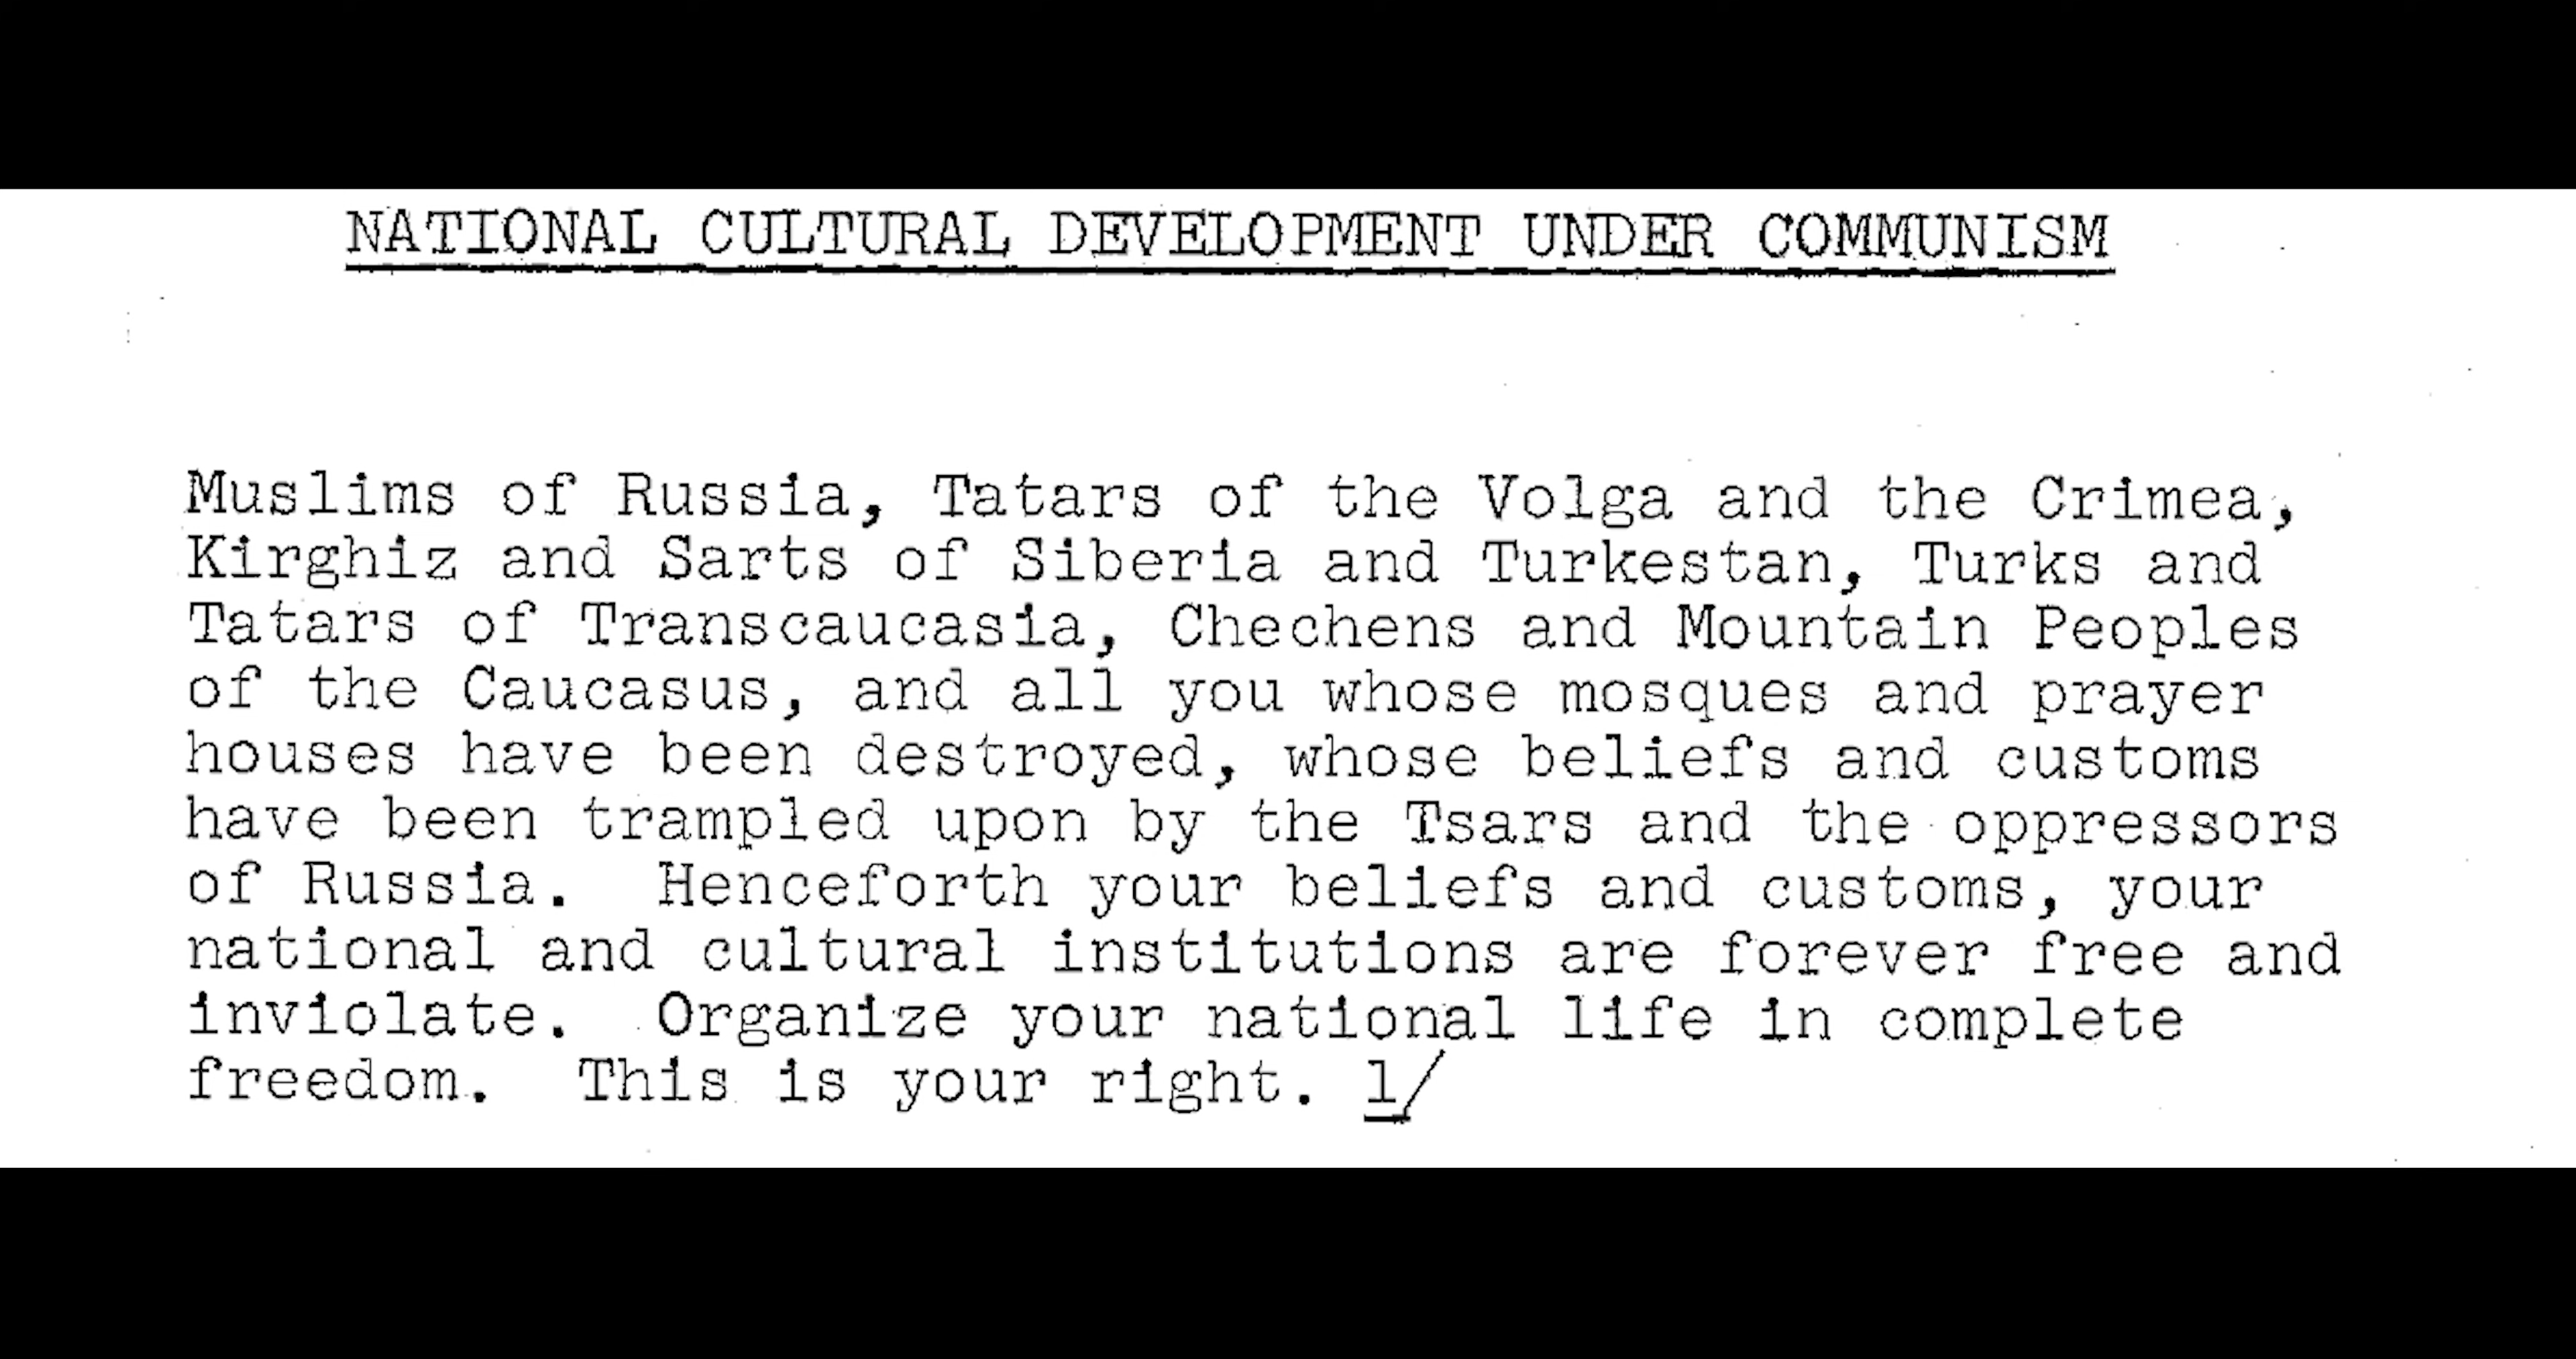 NATIONAL CULTURAL DEVELOPMENT UNDER COMMUNISM
Muslims of Russia, Tatars of the Volga and the Crimea,
Kirghiz and Sarts of Siberia and Turkestan, Turks and
Tatars of Transcaucasia, Chechens and Mountain Peoples
of the Caucasus, and all you whose mosques and prayer
houses have been destroyed, whose beliefs and customs
have been trampled upon by the Tsars and the oppressors
of Russia. Henceforth your beliefs and customs, your
national and cultural institutions are forever free and
inviolate. Organize your national life in complete
freedom. This is your right. 1/